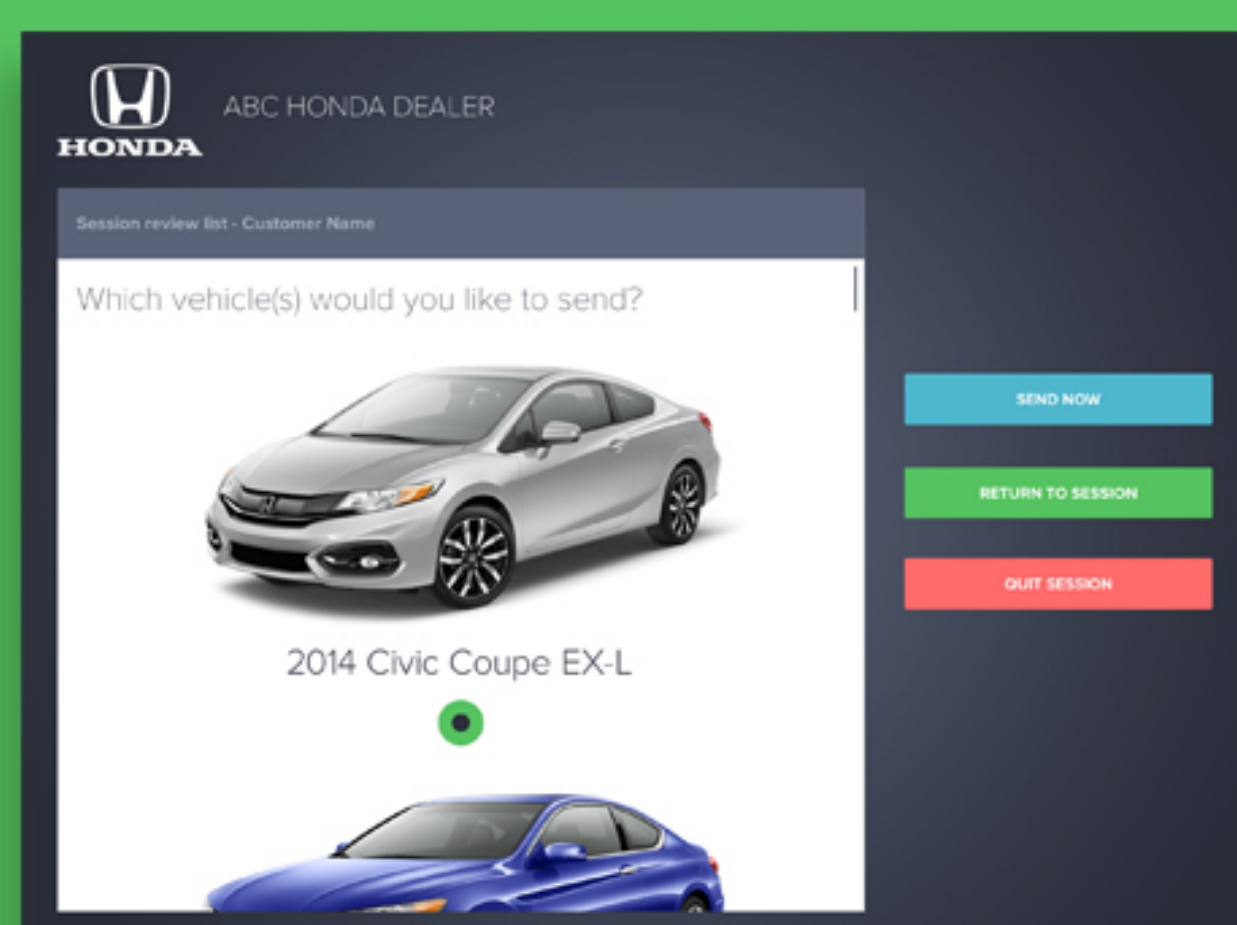 HONDA
ABC HONDA DEALER
Session review list - Customer Name
Which vehicle(s) would you like to send?
2014 Civic Coupe EX-L
SEND NOW
RETURN TO SESSION
QUIT SESSION